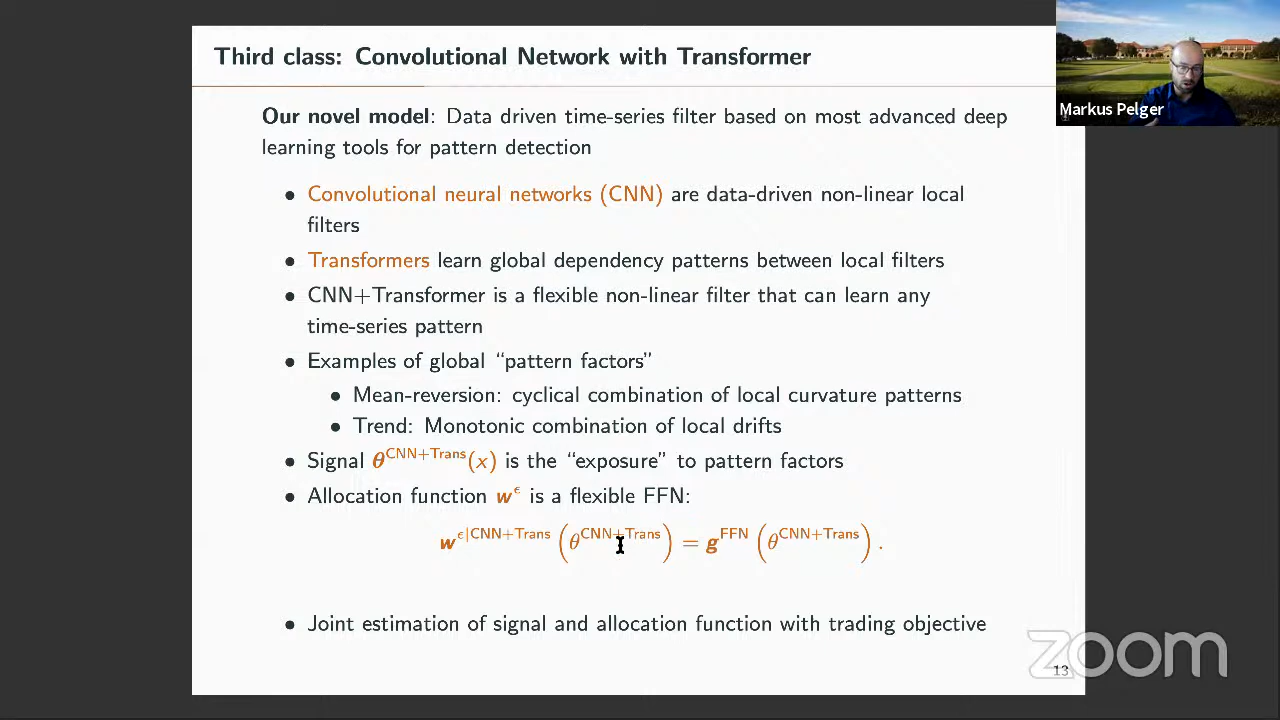 Third class: Convolutional Network with Transformer
Markus Pelger
Our novel model: Data driven time-series filter based on most advanced deep
learning tools for pattern detection
• Convolutional neural networks (CNN) are data-driven non-linear local
filters
• Transformers learn global dependency patterns between local filters
• CNN+Transformer is a flexible non-linear filter that can learn any
time-series pattern
• Examples of global “pattern factors”
• Mean-reversion: cyclical combination of local curvature patterns
• Trend: Monotonic combination of local drifts
• Signal θ^CNN+Trans(x) is the “exposure” to pattern factors
• Allocation function w^ϵ is a flexible FFN:
w^ϵ|CNN+Trans (θ^CNN+Trans) = g^FFN (θ^CNN+Trans).
• Joint estimation of signal and allocation function with trading objective
zoom
13